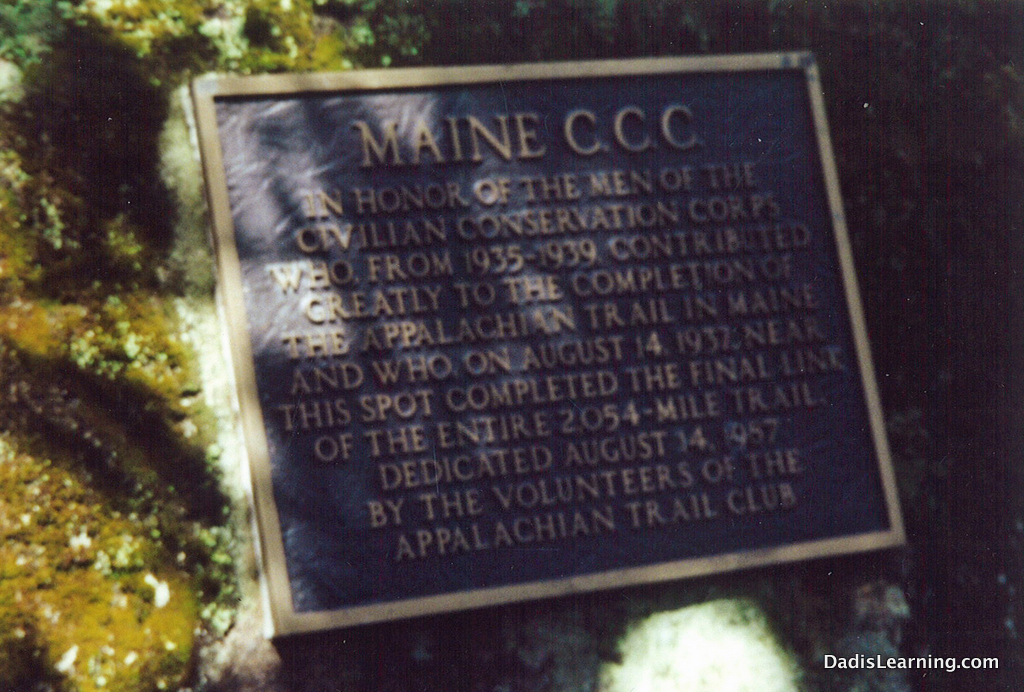 MAINE C.C.C.
IN HONOR OF THE MEN OF THE
CIVILIAN CONSERVATION CORPS
WHO, FROM 1935-1939, CONTRIBUTED
GREATLY TO THE COMPLETION OF
THE APPALACHIAN TRAIL IN MAINE
AND WHO, ON AUGUST 14, 1937, NEAR
THIS SPOT COMPLETED THE FINAL LINK
OF THE ENTIRE 2,054-MILE TRAIL.
DEDICATED AUGUST 14, 1987
BY THE VOLUNTEERS OF THE
APPALACHIAN TRAIL CLUB
DadisLearning.com